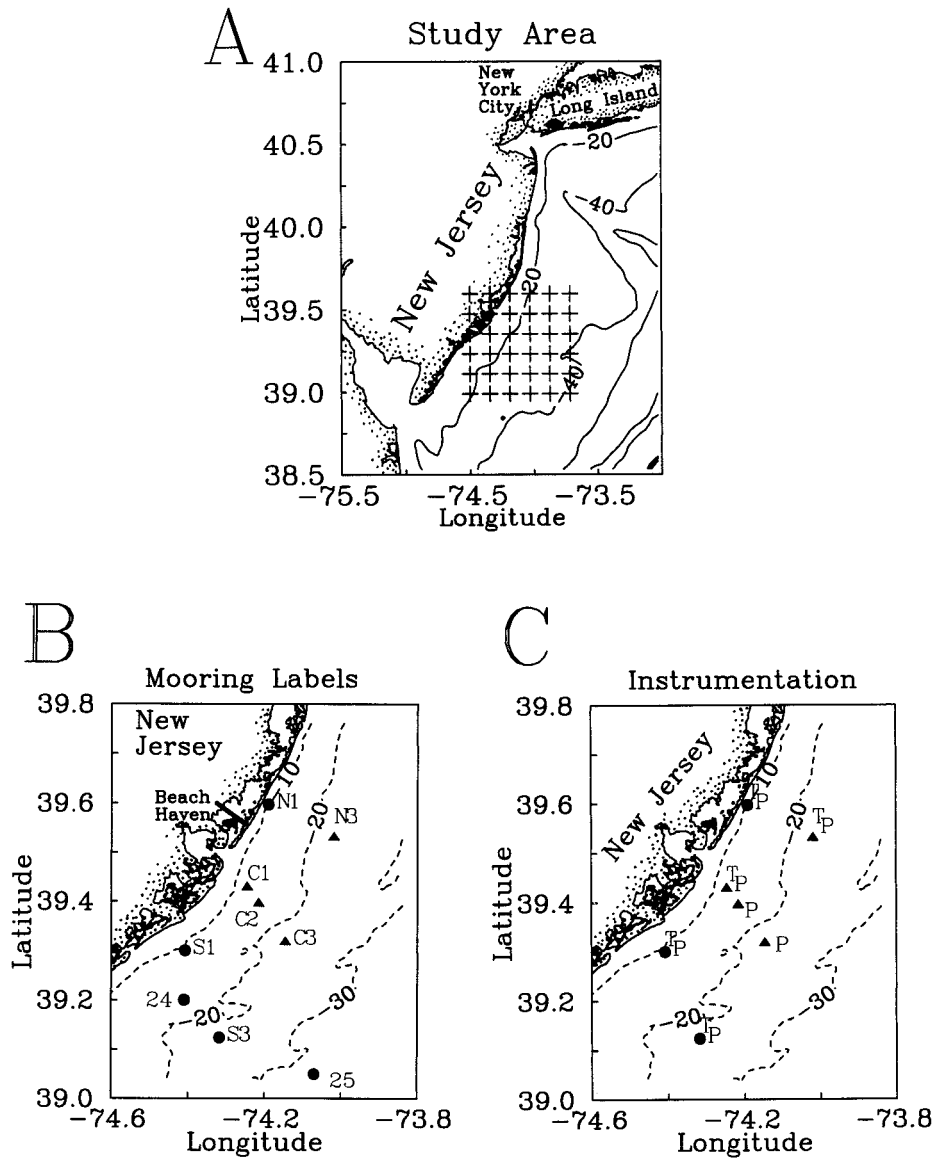 A
Study Area
41.0
40.5
40.0
39.5
39.0
38.5
Latitude
New
York
City
Long Island
New Jersey
-20
-40
20
40
-75.5
-74.5
-73.5
Longitude
B
Mooring Labels
39.8
39.6
39.4
39.2
39.0
Latitude
New
Jersey
Beach
Haven
10
N1
20
N3
C1
C2
C3
S1
24
-20
S3
30
25
-74.6
-74.2
-73.8
Longitude
C
Instrumentation
39.8
39.6
39.4
39.2
39.0
Latitude
New Jersey
10
T
P
20
T
P
T
P
P
P
T
P
-20
T
P
30
-74.6
-74.2
-73.8
Longitude